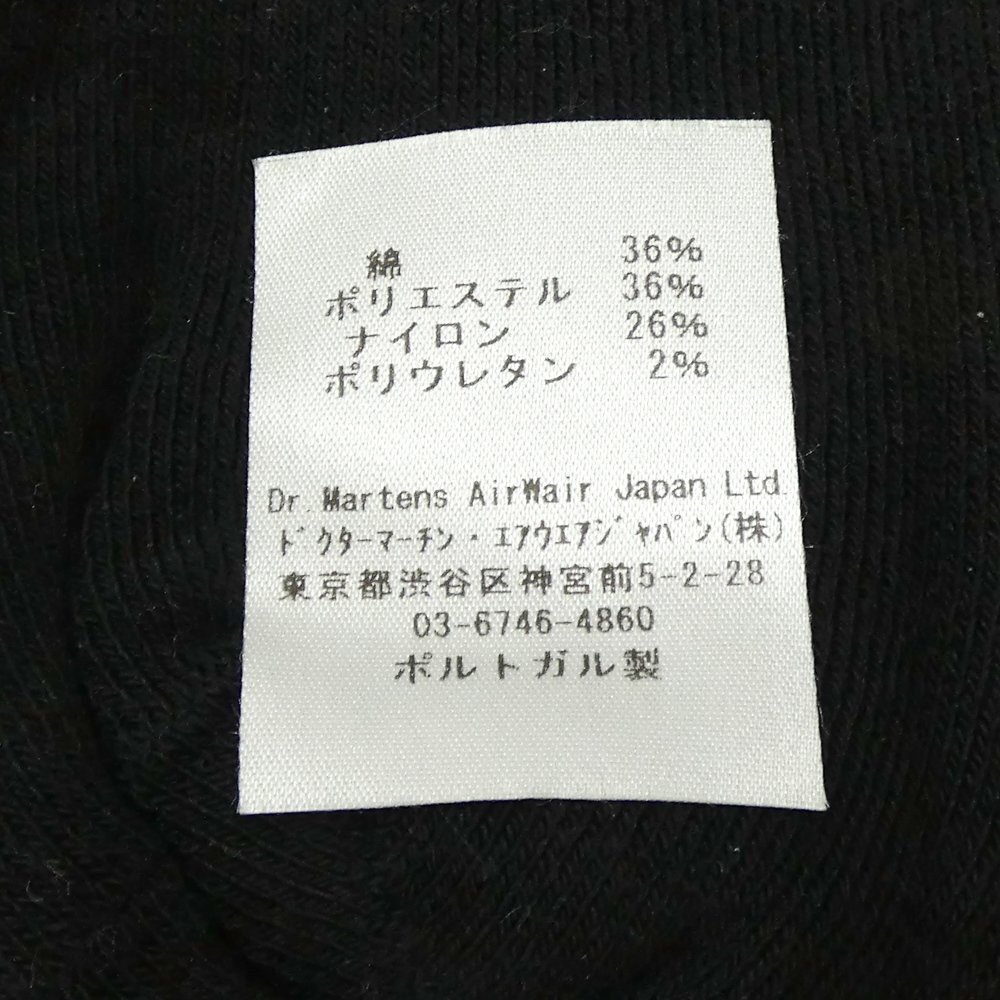 綿 36%
ポリエステル 36%
ナイロン 26%
ポリウレタン 2%
Dr.Martens AirWair Japan Ltd.
ﾄﾞｸﾀｰﾏｰﾁﾝ・ｴｱｳｴｱｼﾞｬﾊﾟﾝ(株)
東京都渋谷区神宮前5-2-28
03-6746-4860
ポルトガル製